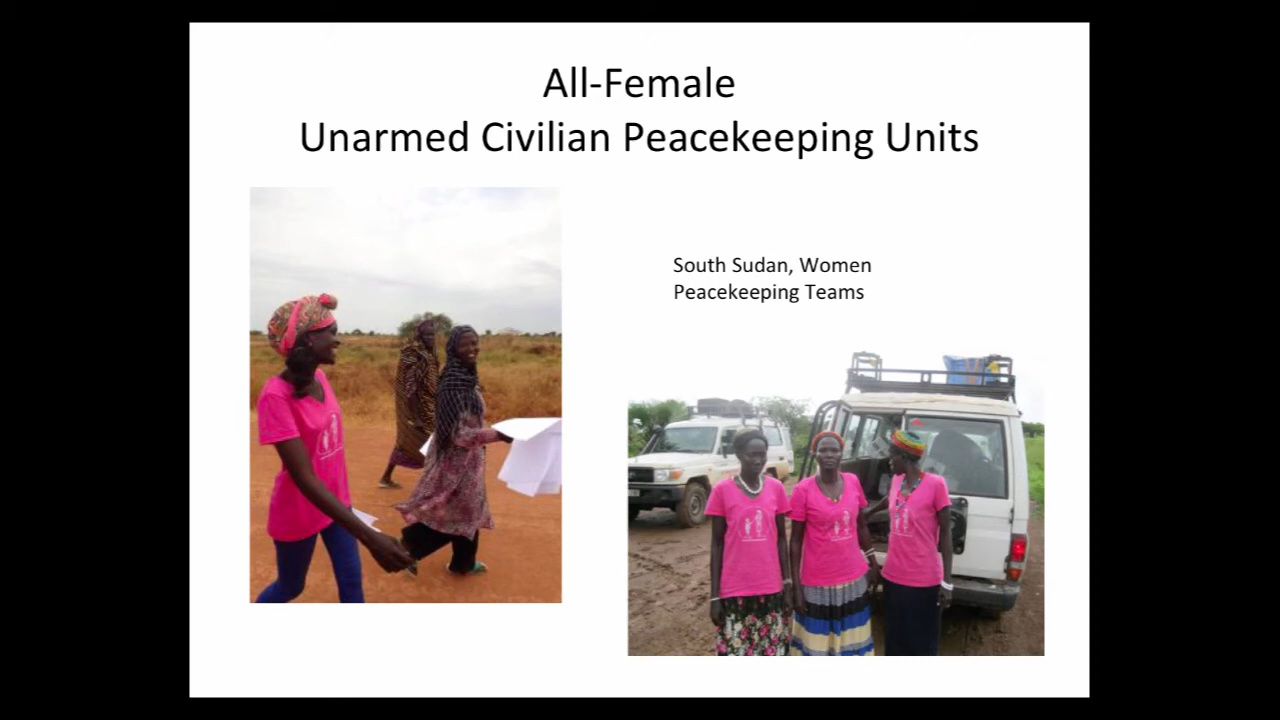 All-Female
Unarmed Civilian Peacekeeping Units
South Sudan, Women
Peacekeeping Teams